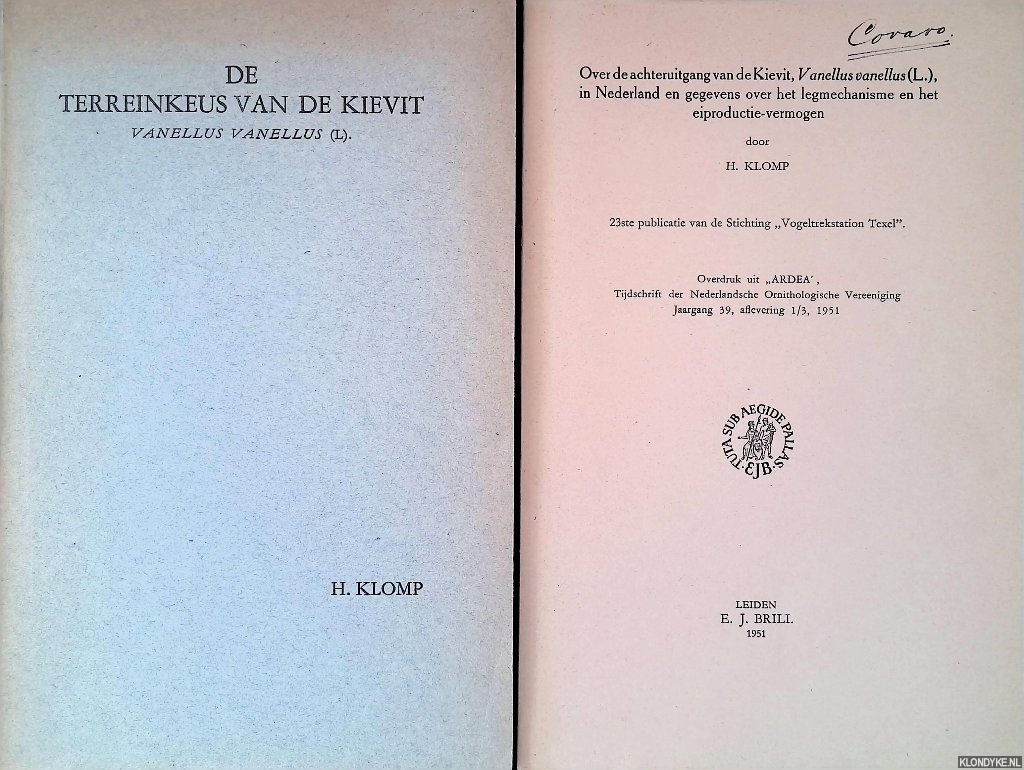 DE
TERREINKEUS VAN DE KIEVIT
VANELLUS VANELLUS (L).
H. KLOMP
Covaro.
Over de achteruitgang van de Kievit, Vanellus vanellus (L.),
in Nederland en gegevens over het legmechanisme en het
eiproductie-vermogen
door
H. KLOMP
23ste publicatie van de Stichting „Vogeltrekstation Texel”.
Overdruk uit „ARDEA’,
Tijdschrift der Nederlandsche Ornithologische Vereeniging
Jaargang 39, aflevering 1/3, 1951
TUTA SUB AEGIDE PALLAS
EJB
LEIDEN
E. J. BRILL
1951
KLONDYKE.NL